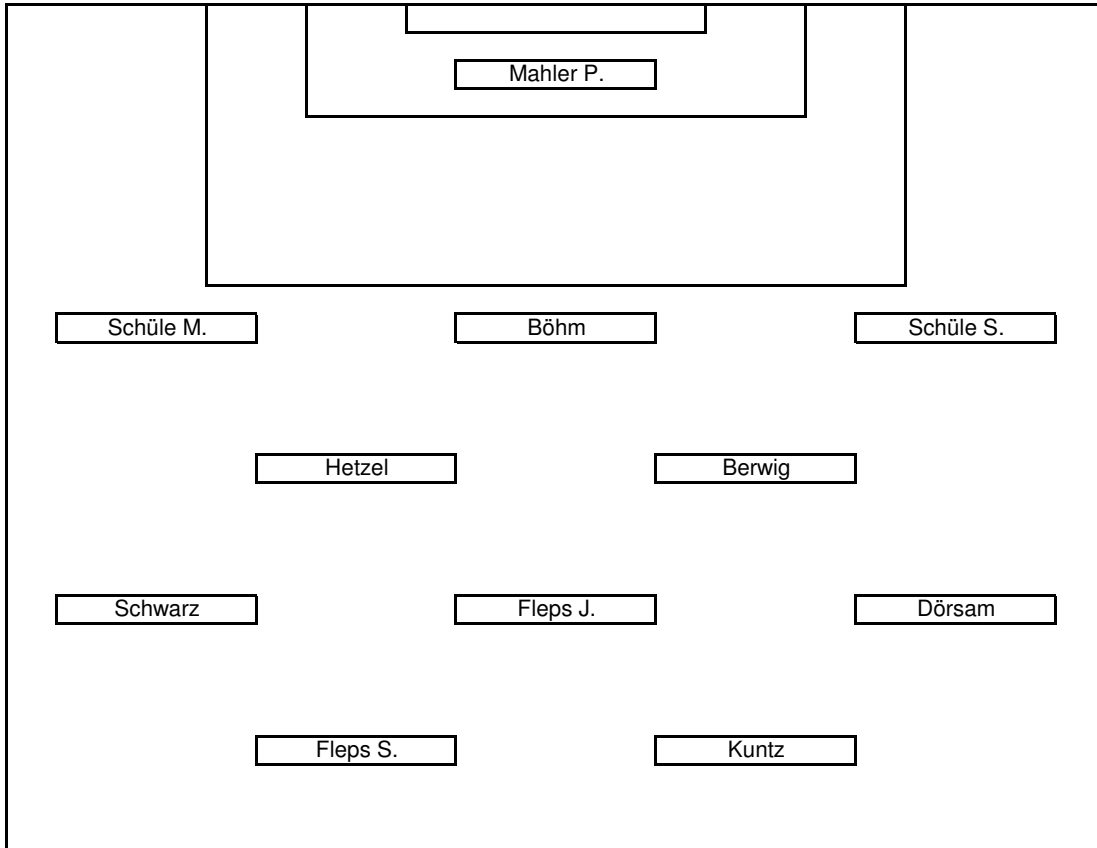 Mahler P.
Schüle M.
Böhm
Schüle S.
Hetzel
Berwig
Schwarz
Fleps J.
Dörsam
Fleps S.
Kuntz